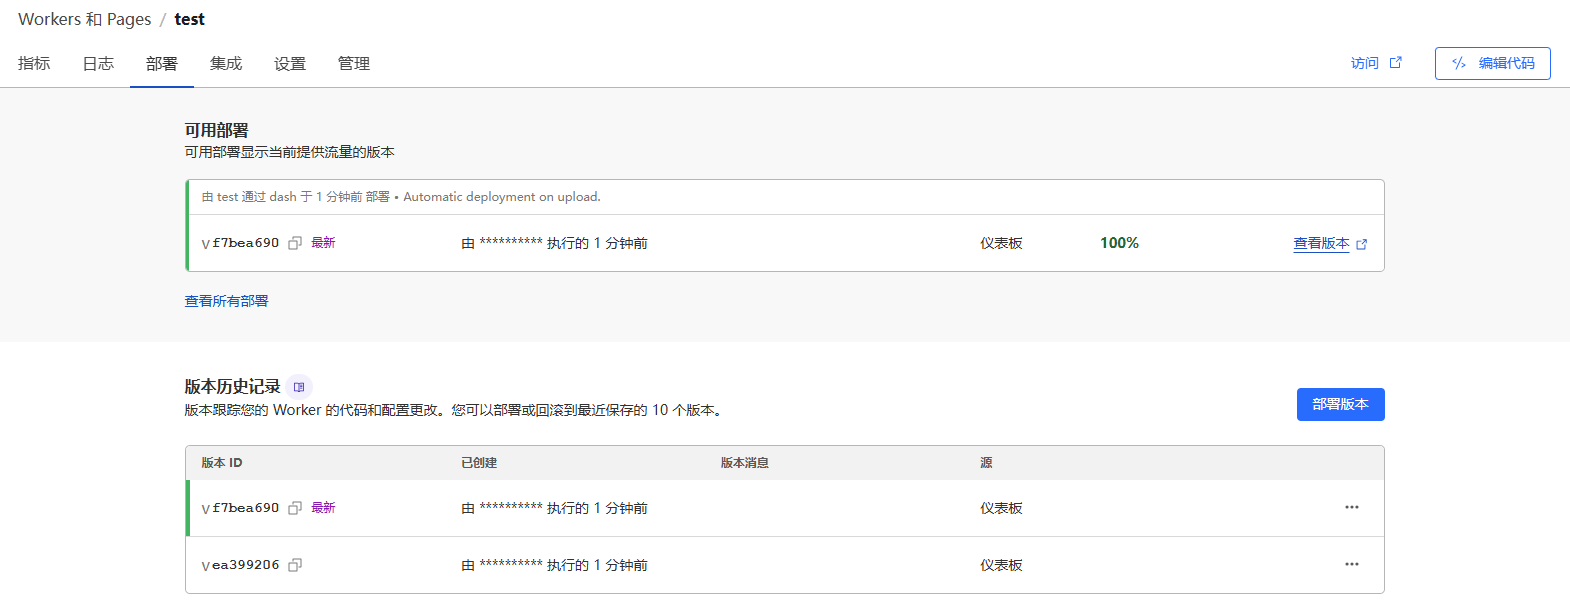 Workers 和 Pages / test
指标 日志 部署 集成 设置 管理 访问 编辑代码
可用部署
可用部署显示当前提供流量的版本
由 test 通过 dash 于 1 分钟前 部署 • Automatic deployment on upload.
v f7bea690 最新 由 ********** 执行的 1 分钟前 仪表板 100% 查看版本
查看所有部署
版本历史记录
版本跟踪您的 Worker 的代码和配置更改。您可以部署或回滚到最近保存的 10 个版本。
部署版本
版本 ID 已创建 版本消息 源
v f7bea690 最新 由 ********** 执行的 1 分钟前 仪表板
v ea399206 由 ********** 执行的 1 分钟前 仪表板